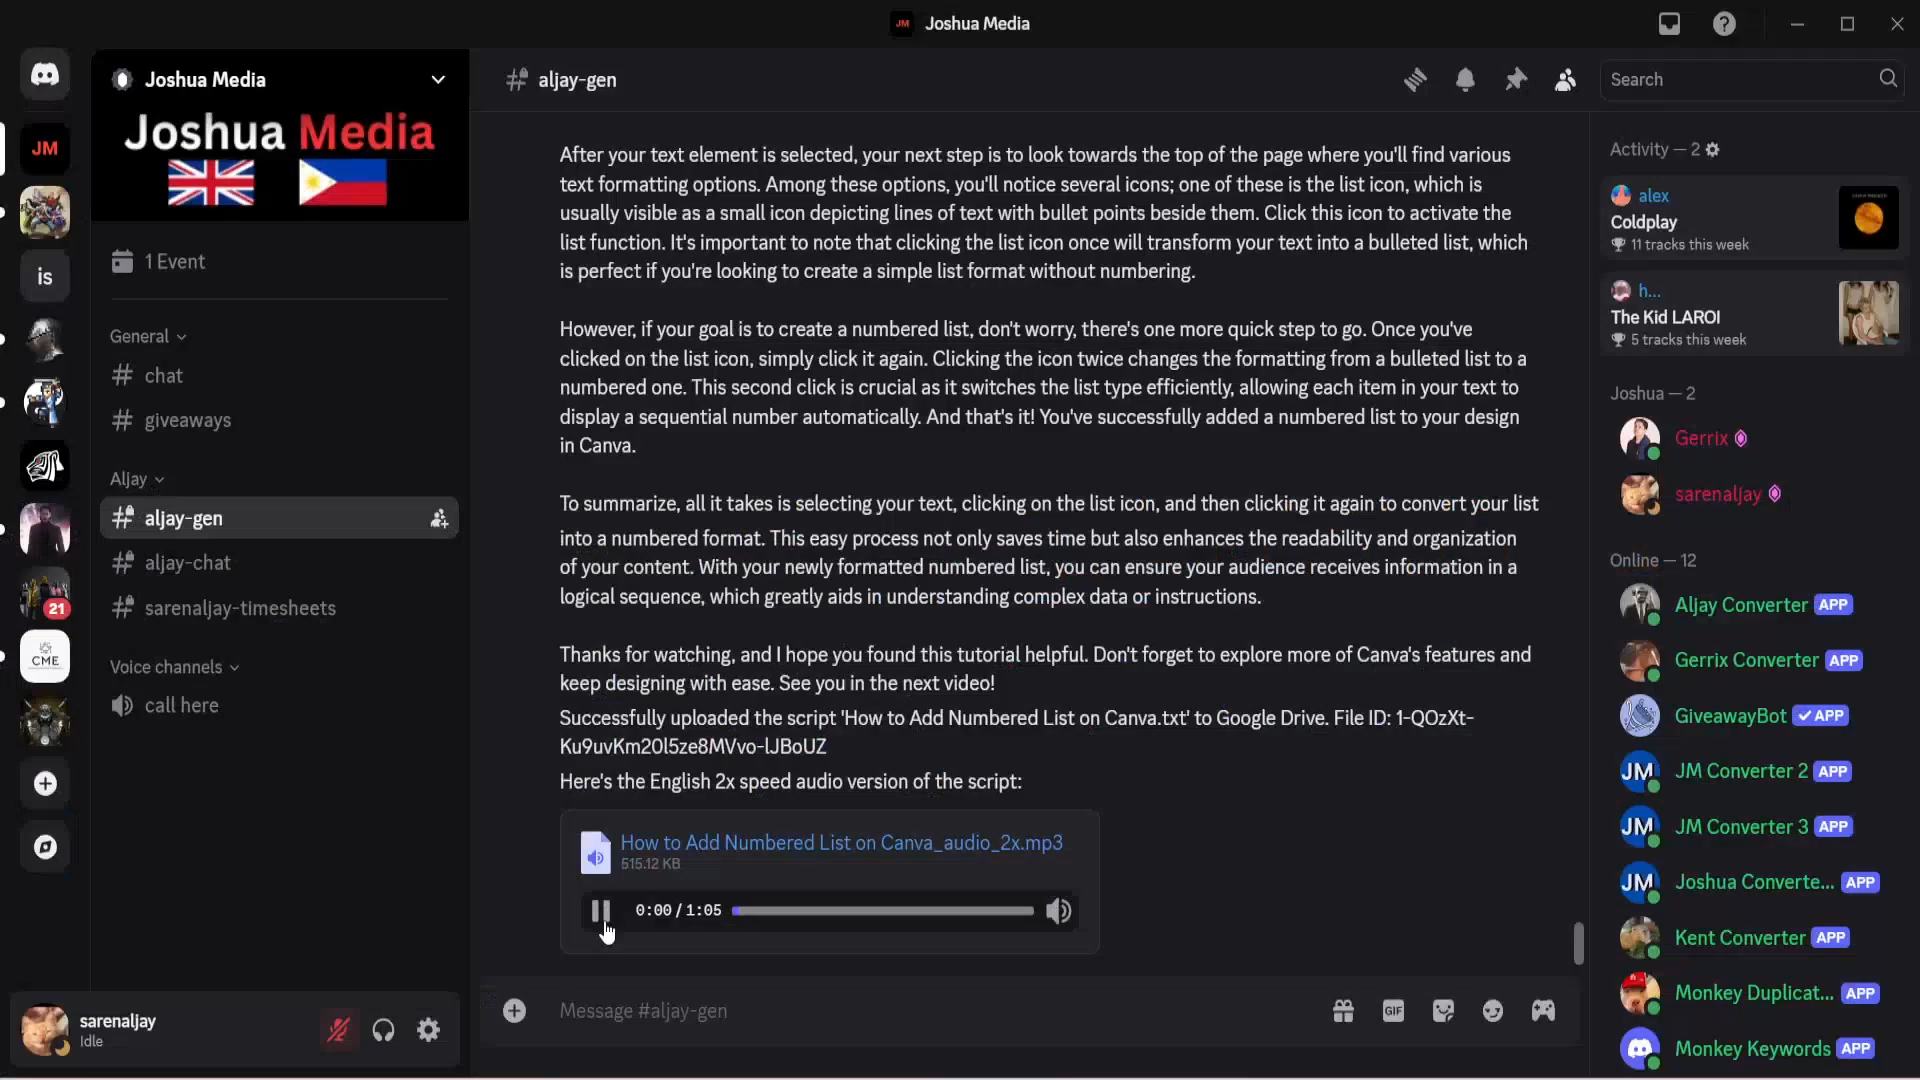 JM Joshua Media
Joshua Media
Joshua Media
JM
is
21
CME
1 Event
General
chat
giveaways
Aljay
aljay-gen
aljay-chat
sarenaljay-timesheets
Voice channels
call here
sarenaljay
Idle
aljay-gen
Search
After your text element is selected, your next step is to look towards the top of the page where you'll find various
text formatting options. Among these options, you'll notice several icons; one of these is the list icon, which is
usually visible as a small icon depicting lines of text with bullet points beside them. Click this icon to activate the
list function. It's important to note that clicking the list icon once will transform your text into a bulleted list, which
is perfect if you're looking to create a simple list format without numbering.
However, if your goal is to create a numbered list, don't worry, there's one more quick step to go. Once you've
clicked on the list icon, simply click it again. Clicking the icon twice changes the formatting from a bulleted list to a
numbered one. This second click is crucial as it switches the list type efficiently, allowing each item in your text to
display a sequential number automatically. And that's it! You've successfully added a numbered list to your design
in Canva.
To summarize, all it takes is selecting your text, clicking on the list icon, and then clicking it again to convert your list
into a numbered format. This easy process not only saves time but also enhances the readability and organization
of your content. With your newly formatted numbered list, you can ensure your audience receives information in a
logical sequence, which greatly aids in understanding complex data or instructions.
Thanks for watching, and I hope you found this tutorial helpful. Don't forget to explore more of Canva's features and
keep designing with ease. See you in the next video!
Successfully uploaded the script 'How to Add Numbered List on Canva.txt' to Google Drive. File ID: 1-QOzXt-
Ku9uvKm20l5ze8MVvo-lJBoUZ
Here's the English 2x speed audio version of the script:
How to Add Numbered List on Canva_audio_2x.mp3
515.12 KB
0:00 / 1:05
Message #aljay-gen
GIF
Activity — 2
alex
Coldplay
11 tracks this week
h...
The Kid LAROI
5 tracks this week
Joshua — 2
Gerrix
sarenaljay
Online — 12
Aljay Converter APP
Gerrix Converter APP
GiveawayBot APP
JM JM Converter 2 APP
JM JM Converter 3 APP
JM Joshua Converte... APP
Kent Converter APP
Monkey Duplicat... APP
Monkey Keywords APP